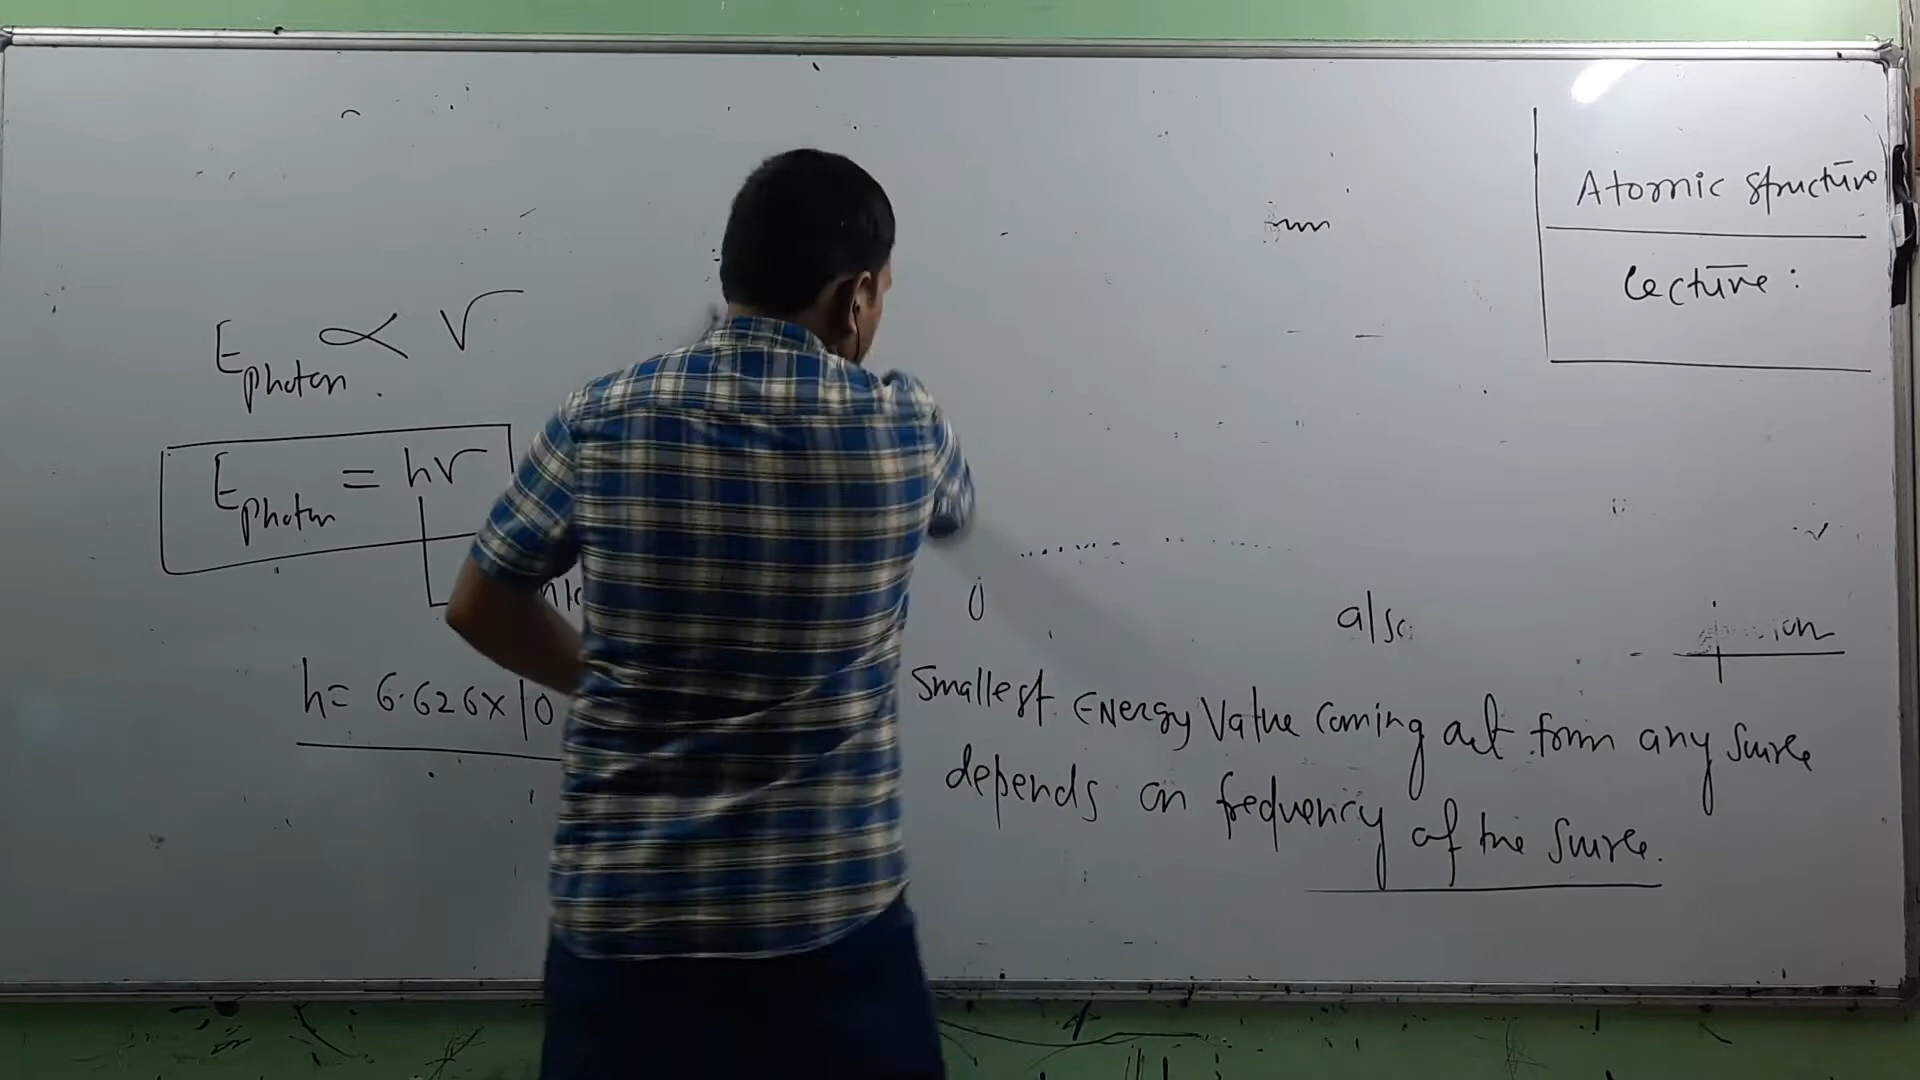 Atomic structure
Lecture :
E photon ∝ ν
E photon = hν
h= 6.626×10
also
Smallest Energy Value Coming out form any source
depends on frequency of the source.